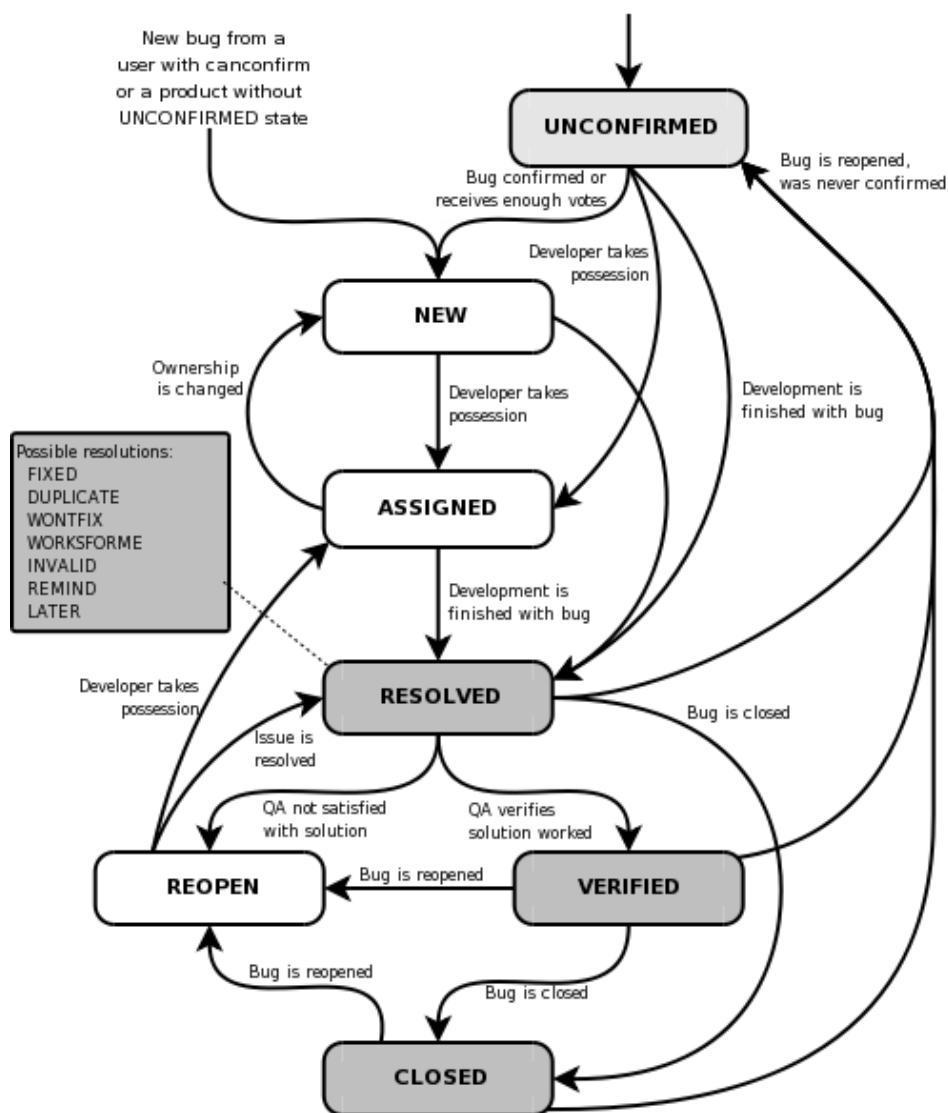 New bug from a
user with canconfirm
or a product without
UNCONFIRMED state
UNCONFIRMED
Bug is reopened,
was never confirmed
Bug confirmed or
receives enough votes
Developer takes
possession
NEW
Ownership
is changed
Developer takes
possession
Development is
finished with bug
Possible resolutions:
FIXED
DUPLICATE
WONTFIX
WORKSFORME
INVALID
REMIND
LATER
ASSIGNED
Development is
finished with bug
Developer takes
possession
RESOLVED
Bug is closed
Issue is
resolved
QA not satisfied
with solution
QA verifies
solution worked
REOPEN
Bug is reopened
VERIFIED
Bug is reopened
Bug is closed
CLOSED